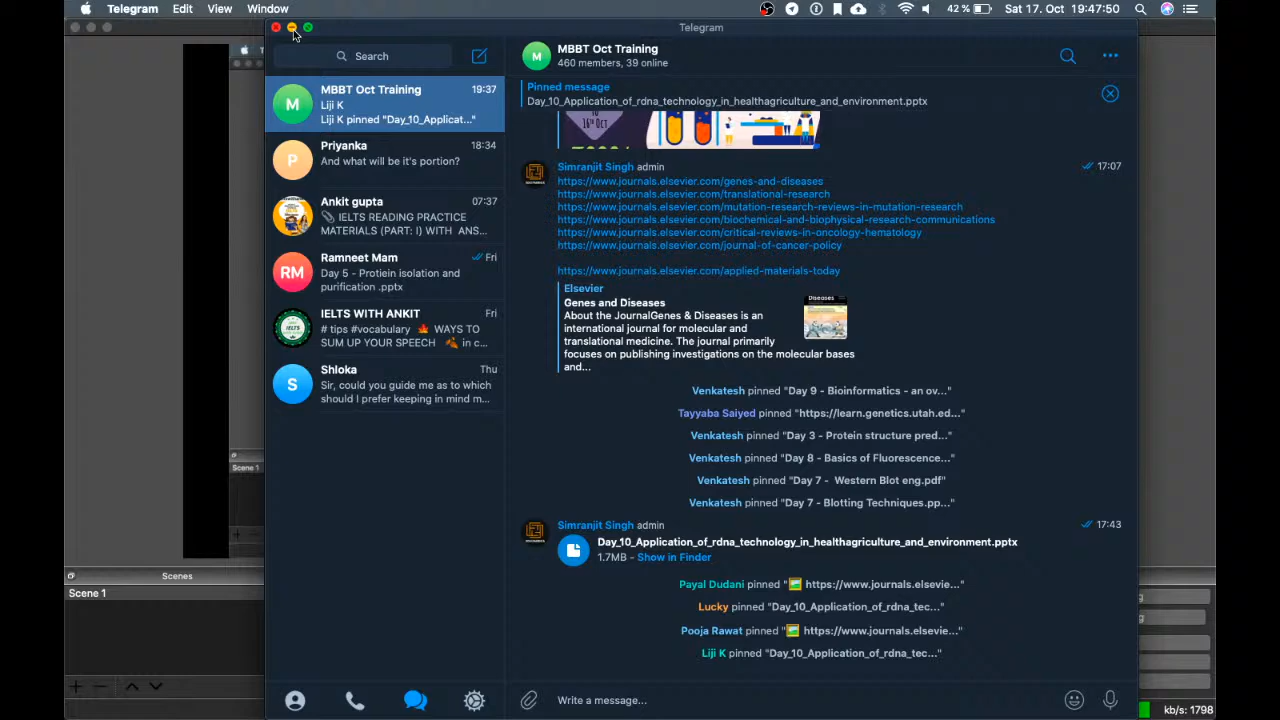 Telegram Edit View Window 42 % Sat 17. Oct 19:47:50
Telegram
Search
MBBT Oct Training 19:37
Liji K
Liji K pinned "Day_10_Applicat..."
Priyanka 18:34
And what will be it's portion?
Ankit gupta 07:37
IELTS READING PRACTICE
MATERIALS (PART: I) WITH ANS...
Ramneet Mam Fri
Day 5 - Protiein isolation and
purification .pptx
IELTS WITH ANKIT Fri
# tips #vocabulary WAYS TO
SUM UP YOUR SPEECH in c...
Shloka Thu
Sir, could you guide me as to which
should I prefer keeping in mind m...
M
P
RM
S
M
MBBT Oct Training
460 members, 39 online
Pinned message
Day_10_Application_of_rdna_technology_in_healthagriculture_and_environment.pptx
TO
16th Oct
Simranjit Singh admin 17:07
https://www.journals.elsevier.com/genes-and-diseases
https://www.journals.elsevier.com/translational-research
https://www.journals.elsevier.com/mutation-research-reviews-in-mutation-research
https://www.journals.elsevier.com/biochemical-and-biophysical-research-communications
https://www.journals.elsevier.com/critical-reviews-in-oncology-hematology
https://www.journals.elsevier.com/journal-of-cancer-policy
https://www.journals.elsevier.com/applied-materials-today
Elsevier
Genes and Diseases
About the JournalGenes & Diseases is an
international journal for molecular and
translational medicine. The journal primarily
focuses on publishing investigations on the molecular bases
and...
Diseases
Venkatesh pinned "Day 9 - Bioinformatics - an ov..."
Tayyaba Saiyed pinned "https://learn.genetics.utah.ed..."
Venkatesh pinned "Day 3 - Protein structure pred..."
Venkatesh pinned "Day 8 - Basics of Fluorescence..."
Venkatesh pinned "Day 7 - Western Blot eng.pdf"
Venkatesh pinned "Day 7 - Blotting Techniques.pp..."
Simranjit Singh admin 17:43
Day_10_Application_of_rdna_technology_in_healthagriculture_and_environment.pptx
1.7MB - Show in Finder
Payal Dudani pinned " https://www.journals.elsevie..."
Lucky pinned "Day_10_Application_of_rdna_tec..."
Pooja Rawat pinned " https://www.journals.elsevie..."
Liji K pinned "Day_10_Application_of_rdna_tec..."
Write a message...
Scene 1
Scenes
Scene 1
g
g
kb/s: 1798